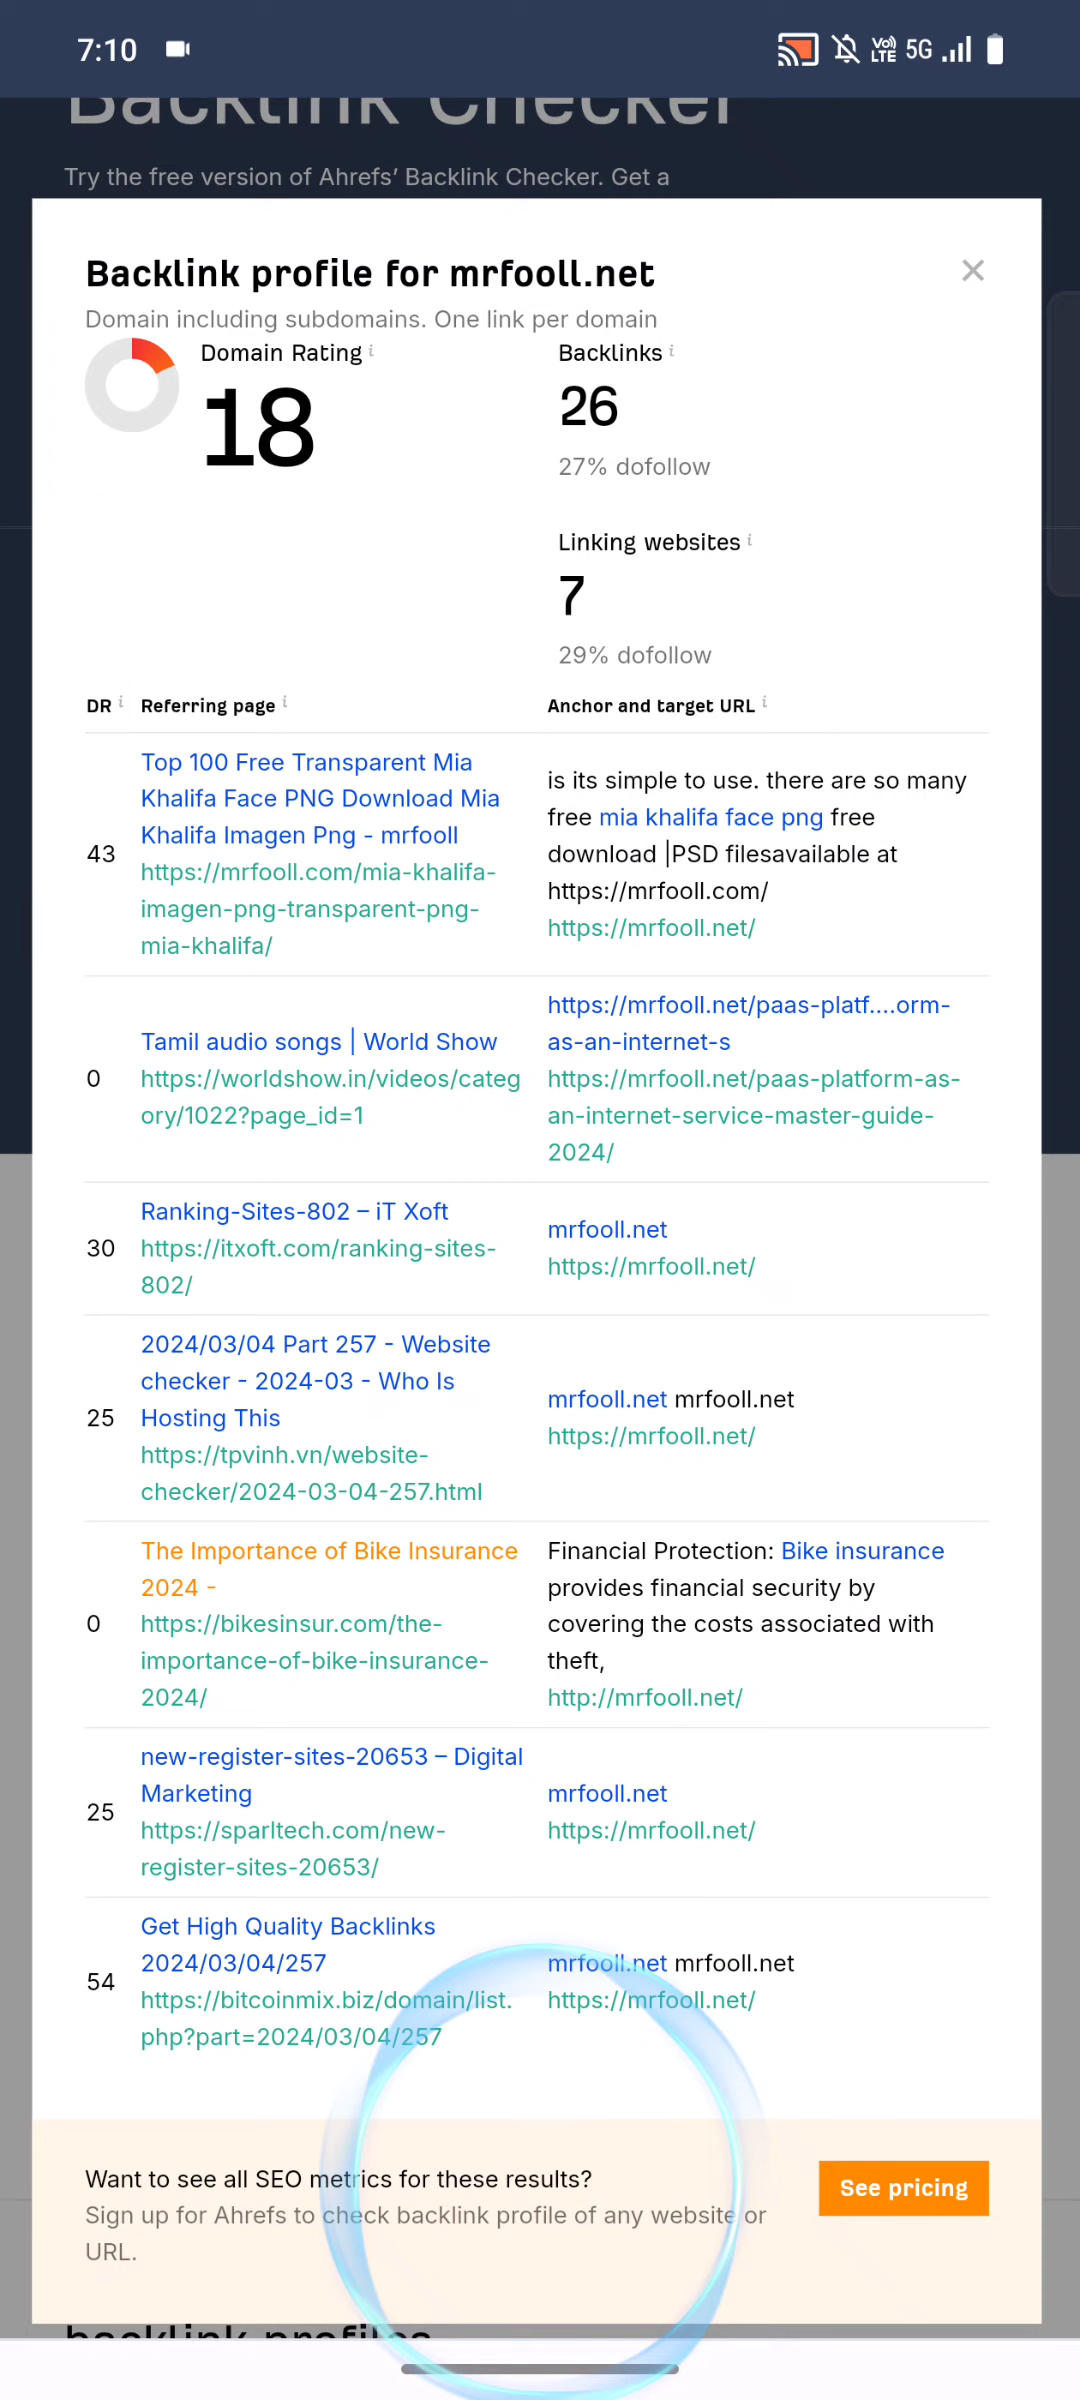 7:10
Vo)
LTE
5G
Backlink Checker
Try the free version of Ahrefs’ Backlink Checker. Get a
Backlink profile for mrfooll.net
Domain including subdomains. One link per domain
Domain Rating i
18
Backlinks i
26
27% dofollow
Linking websites i
7
29% dofollow
DR i Referring page i Anchor and target URL i
43
Top 100 Free Transparent Mia
Khalifa Face PNG Download Mia
Khalifa Imagen Png - mrfooll
https://mrfooll.com/mia-khalifa-
imagen-png-transparent-png-
mia-khalifa/
is its simple to use. there are so many
free mia khalifa face png free
download |PSD filesavailable at
https://mrfooll.com/
https://mrfooll.net/
0
Tamil audio songs | World Show
https://worldshow.in/videos/categ
ory/1022?page_id=1
https://mrfooll.net/paas-platf....orm-
as-an-internet-s
https://mrfooll.net/paas-platform-as-
an-internet-service-master-guide-
2024/
30
Ranking-Sites-802 – iT Xoft
https://itxoft.com/ranking-sites-
802/
mrfooll.net
https://mrfooll.net/
25
2024/03/04 Part 257 - Website
checker - 2024-03 - Who Is
Hosting This
https://tpvinh.vn/website-
checker/2024-03-04-257.html
mrfooll.net mrfooll.net
https://mrfooll.net/
0
The Importance of Bike Insurance
2024 -
https://bikesinsur.com/the-
importance-of-bike-insurance-
2024/
Financial Protection: Bike insurance
provides financial security by
covering the costs associated with
theft,
http://mrfooll.net/
25
new-register-sites-20653 – Digital
Marketing
https://sparltech.com/new-
register-sites-20653/
mrfooll.net
https://mrfooll.net/
54
Get High Quality Backlinks
2024/03/04/257
https://bitcoinmix.biz/domain/list.
php?part=2024/03/04/257
mrfooll.net mrfooll.net
https://mrfooll.net/
Want to see all SEO metrics for these results?
Sign up for Ahrefs to check backlink profile of any website or
URL.
See pricing
backlink profiles